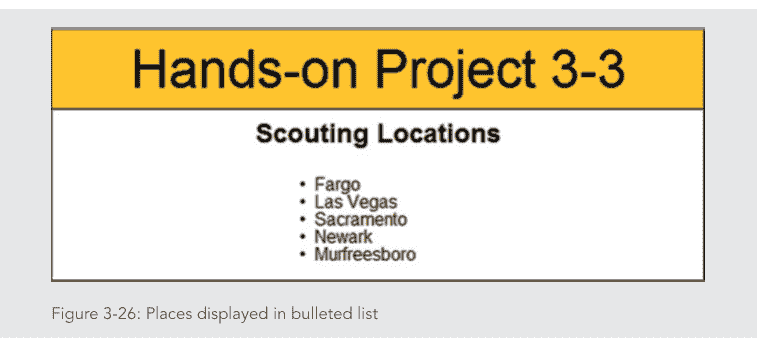 Hands-on Project 3-3
Scouting Locations
• Fargo
• Las Vegas
• Sacramento
• Newark
• Murfreesboro
Figure 3-26: Places displayed in bulleted list